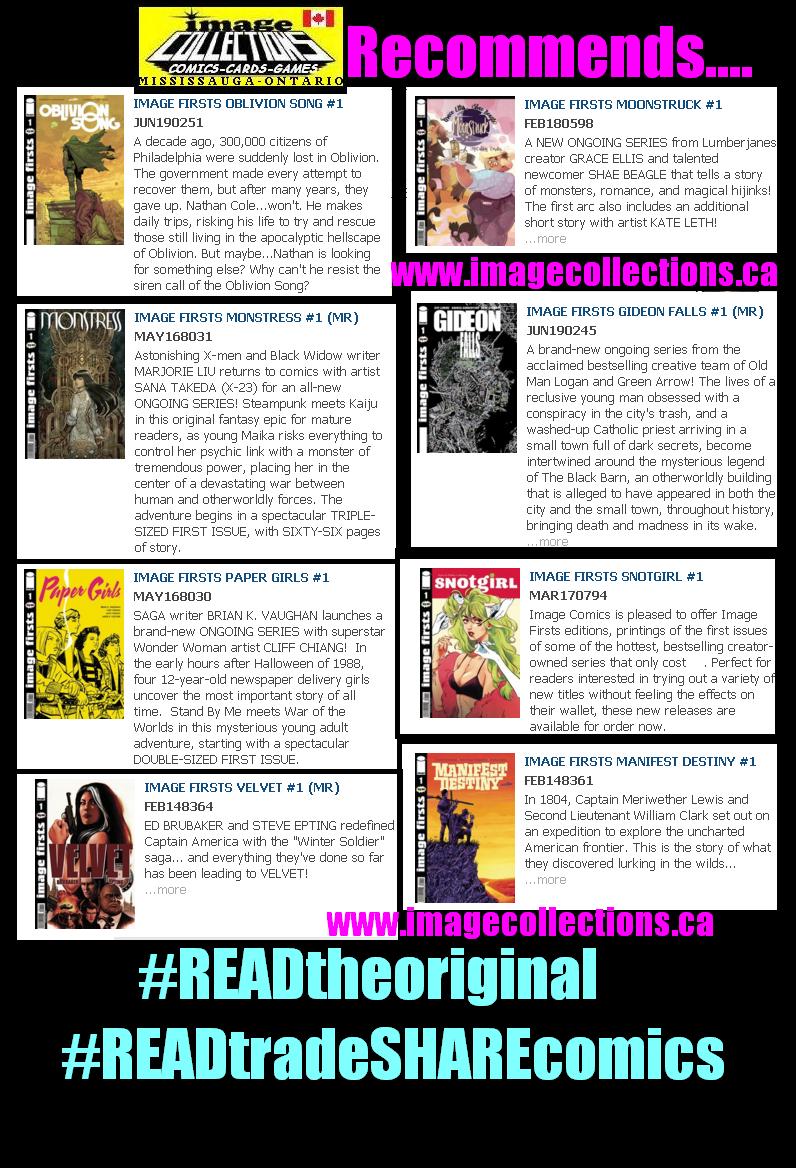 image
COLLECTIONS
COMICS-CARDS-GAMES
MISSISSAUGA-ONTARIO
Recommends....
OBLIVION SONG
1
image firsts
IMAGE FIRSTS OBLIVION SONG #1
JUN190251
A decade ago, 300,000 citizens of
Philadelphia were suddenly lost in Oblivion.
The government made every attempt to
recover them, but after many years, they
gave up. Nathan Cole...won't. He makes
daily trips, risking his life to try and rescue
those still living in the apocalyptic hellscape
of Oblivion. But maybe...Nathan is looking
for something else? Why can't he resist the
siren call of the Oblivion Song?
Moonstruck
1
image firsts
IMAGE FIRSTS MOONSTRUCK #1
FEB180598
A NEW ONGOING SERIES from Lumberjanes
creator GRACE ELLIS and talented
newcomer SHAE BEAGLE that tells a story
of monsters, romance, and magical hijinks!
The first arc also includes an additional
short story with artist KATE LETH!
...more
www.imagecollections.ca
MONSTRESS
1
image firsts
IMAGE FIRSTS MONSTRESS #1 (MR)
MAY168031
Astonishing X-men and Black Widow writer
MARJORIE LIU returns to comics with artist
SANA TAKEDA (X-23) for an all-new
ONGOING SERIES! Steampunk meets Kaiju
in this original fantasy epic for mature
readers, as young Maika risks everything to
control her psychic link with a monster of
tremendous power, placing her in the
center of a devastating war between
human and otherworldly forces. The
adventure begins in a spectacular TRIPLE-
SIZED FIRST ISSUE, with SIXTY-SIX pages
of story.
GIDEON
FALLS
1
image firsts
IMAGE FIRSTS GIDEON FALLS #1 (MR)
JUN190245
A brand-new ongoing series from the
acclaimed bestselling creative team of Old
Man Logan and Green Arrow! The lives of a
reclusive young man obsessed with a
conspiracy in the city's trash, and a
washed-up Catholic priest arriving in a
small town full of dark secrets, become
intertwined around the mysterious legend
of The Black Barn, an otherworldly building
that is alleged to have appeared in both the
city and the small town, throughout history,
bringing death and madness in its wake.
...more
Paper Girls
1
image firsts
IMAGE FIRSTS PAPER GIRLS #1
MAY168030
SAGA writer BRIAN K. VAUGHAN launches a
brand-new ONGOING SERIES with superstar
Wonder Woman artist CLIFF CHIANG! In
the early hours after Halloween of 1988,
four 12-year-old newspaper delivery girls
uncover the most important story of all
time. Stand By Me meets War of the
Worlds in this mysterious young adult
adventure, starting with a spectacular
DOUBLE-SIZED FIRST ISSUE.
SNOTGIRL
1
image firsts
IMAGE FIRSTS SNOTGIRL #1
MAR170794
Image Comics is pleased to offer Image
Firsts editions, printings of the first issues
of some of the hottest, bestselling creator-
owned series that only cost . Perfect for
readers interested in trying out a variety of
new titles without feeling the effects on
their wallet, these new releases are
available for order now.
VELVET
BRUBAKER EPTING
1
image firsts
IMAGE FIRSTS VELVET #1 (MR)
FEB148364
ED BRUBAKER and STEVE EPTING redefined
Captain America with the "Winter Soldier"
saga... and everything they've done so far
has been leading to VELVET!
...more
MANIFEST
DESTINY
1
image firsts
IMAGE FIRSTS MANIFEST DESTINY #1
FEB148361
In 1804, Captain Meriwether Lewis and
Second Lieutenant William Clark set out on
an expedition to explore the uncharted
American frontier. This is the story of what
they discovered lurking in the wilds...
...more
www.imagecollections.ca
#READtheoriginal
#READtradeSHAREcomics